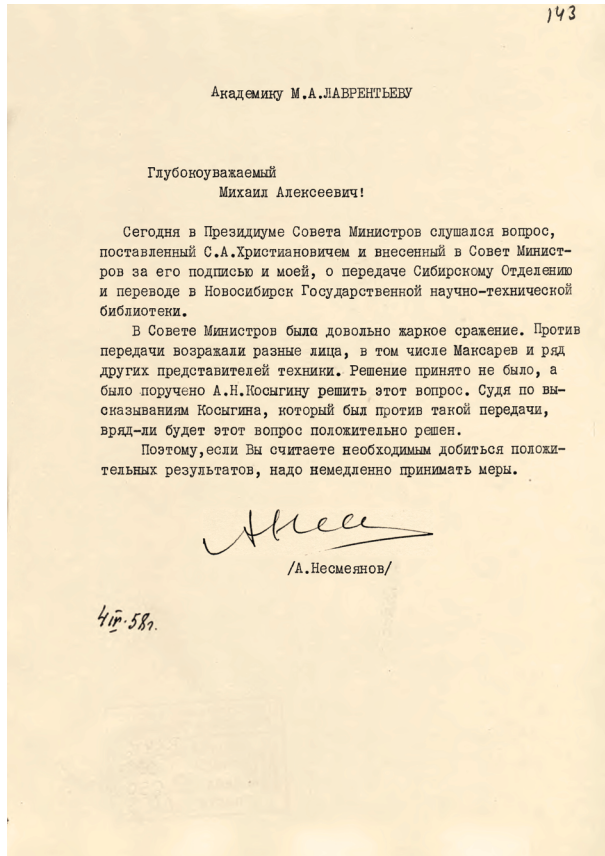 143
Академику М.А.ЛАВРЕНТЬЕВУ
Глубокоуважаемый
Михаил Алексеевич!
Сегодня в Президиуме Совета Министров слушался вопрос,
поставленный С.А.Христиановичем и внесенный в Совет Минист-
ров за его подписью и моей, о передаче Сибирскому Отделению
и переводе в Новосибирск Государственной научно-технической
библиотеки.
В Совете Министров было довольно жаркое сражение. Против
передачи возражали разные лица, в том числе Максарев и ряд
других представителей техники. Решение принято не было, а
было поручено А.Н.Косыгину решить этот вопрос. Судя по вы-
сказываниям Косыгина, который был против такой передачи,
вряд-ли будет этот вопрос положительно решен.
Поэтому,если Вы считаете необходимым добиться положи-
тельных результатов, надо немедленно принимать меры.
/А.Несмеянов/